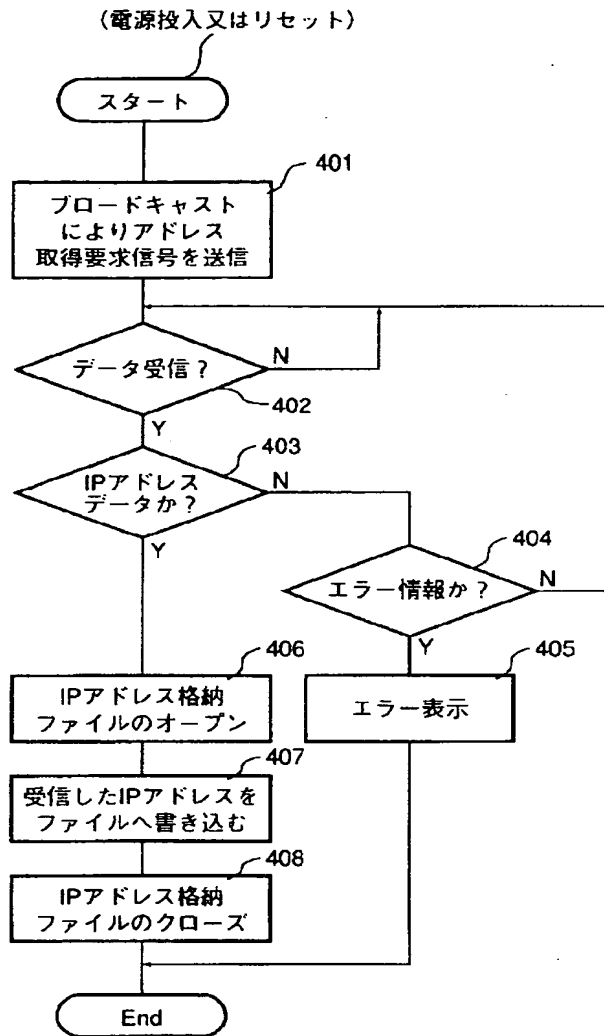 (電源投入又はリセット)
スタート
401
ブロードキャスト
によりアドレス
取得要求信号を送信
データ受信?
N
402
Y
403
IPアドレス
データか?
N
Y
404
エラー情報か?
N
Y
405
エラー表示
406
IPアドレス格納
ファイルのオープン
407
受信したIPアドレスを
ファイルへ書き込む
408
IPアドレス格納
ファイルのクローズ
End